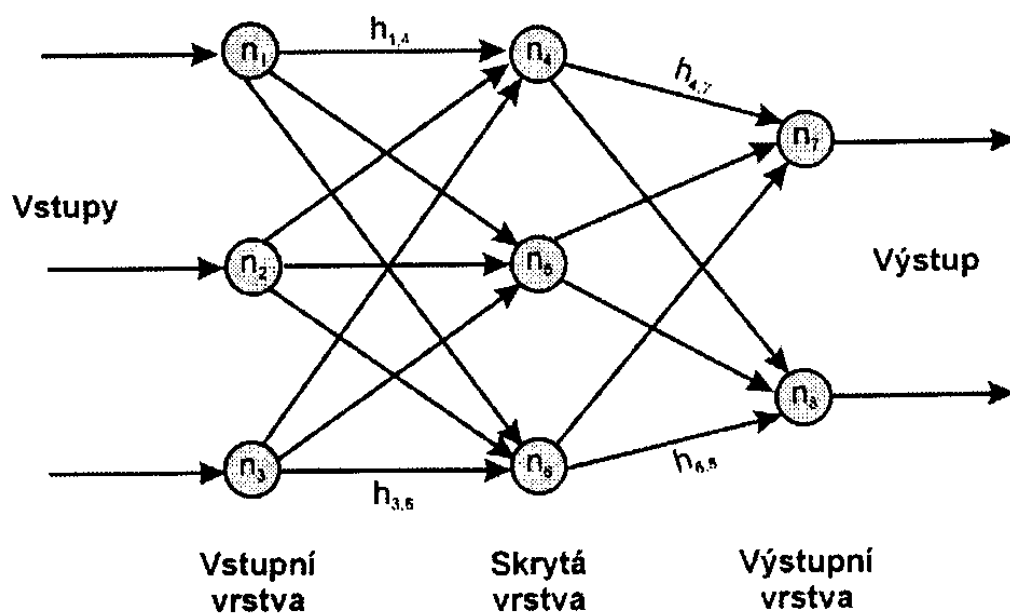 h1,4
n1
n4
h4,7
n7
Vstupy
n2
n5
Výstup
n3
n6
n8
h3,6
h6,8
Vstupní
vrstva
Skrytá
vrstva
Výstupní
vrstva